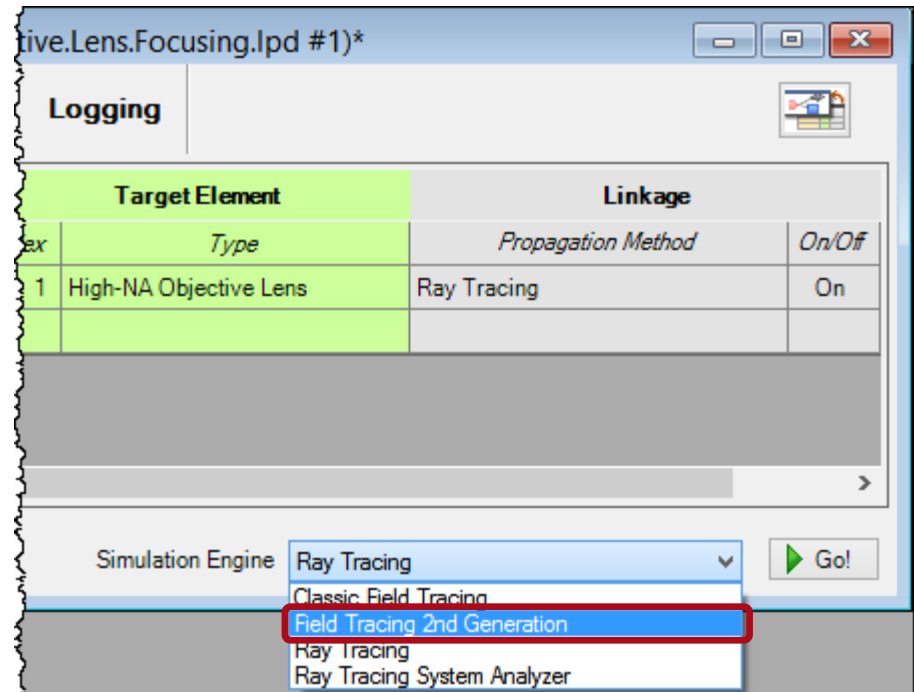 tive.Lens.Focusing.lpd #1)*
Logging
Target Element Linkage
ex Type Propagation Method On/Off
1 High-NA Objective Lens Ray Tracing On
Simulation Engine Ray Tracing Go!
Classic Field Tracing
Field Tracing 2nd Generation
Ray Tracing
Ray Tracing System Analyzer